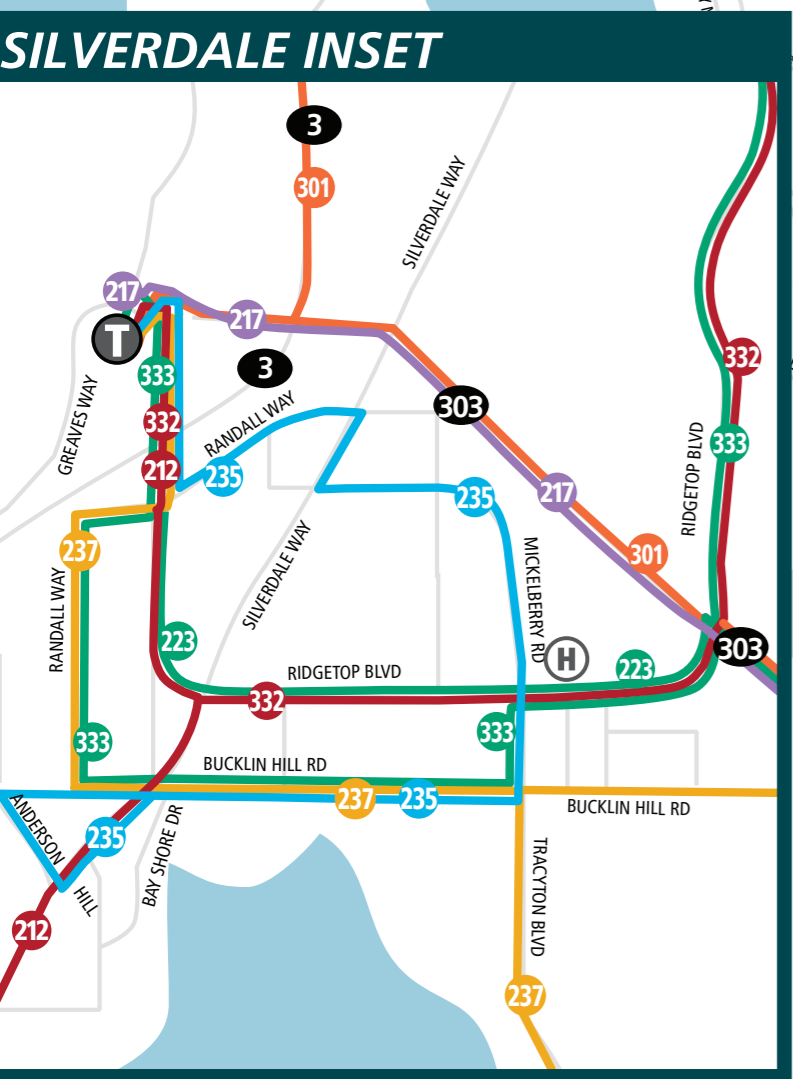 SILVERDALE INSET
3
301
SILVERDALE WAY
217
217
T
3
333
332
303
332
GREAVES WAY
RANDALL WAY
212
235
235
217
333
RIDGETOP BLVD
237
SILVERDALE WAY
MICKELBERRY RD
301
RANDALL WAY
223
H
223
303
RIDGETOP BLVD
332
333
333
BUCKLIN HILL RD
237
235
BUCKLIN HILL RD
ANDERSON
HILL
235
BAY SHORE DR
TRACYTON BLVD
212
237